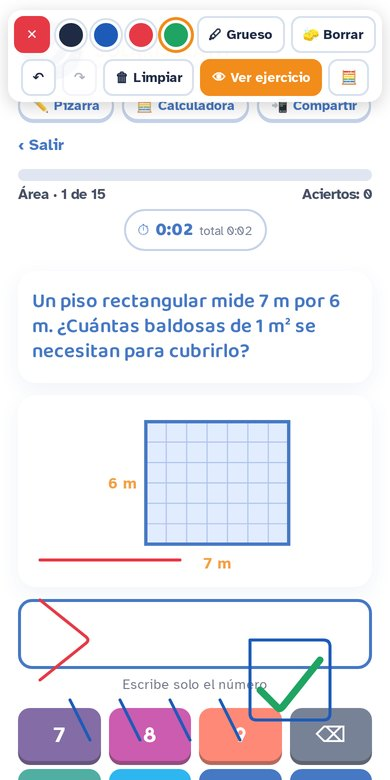 ✕ 🖊 Grueso 🧽 Borrar
↶ ↷ 🗑 Limpiar 👁 Ver ejercicio 🧮
✏️ Pizarra 🧮 Calculadora 📲 Compartir
‹ Salir
Área · 1 de 15 Aciertos: 0
⏱ 0:02 total 0:02
Un piso rectangular mide 7 m por 6
m. ¿Cuántas baldosas de 1 m² se
necesitan para cubrirlo?
6 m
7 m
Escribe solo el número
7 8 ⌫